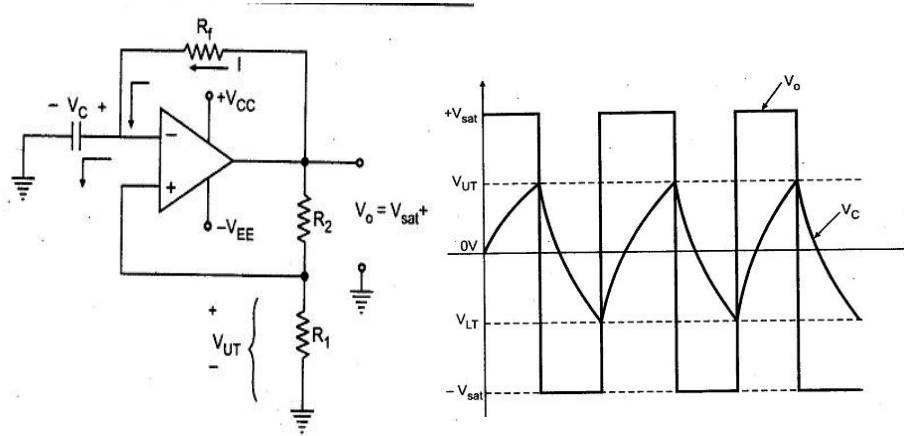 R_f
I
− V_C +
+V_CC
−
+
−V_EE
R_2
V_o = V_sat+
+
V_UT
−
R_1
+V_sat
V_o
V_UT
V_C
0V
V_LT
− V_sat